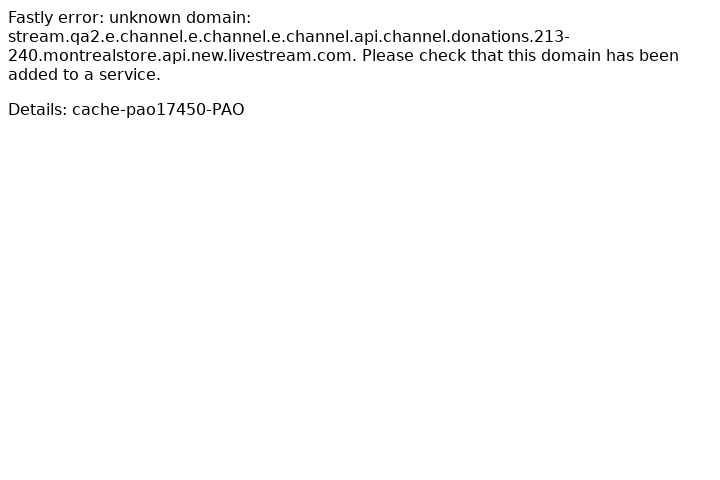 Fastly error: unknown domain:
stream.qa2.e.channel.e.channel.e.channel.api.channel.donations.213-
240.montrealstore.api.new.livestream.com. Please check that this domain has been
added to a service.
Details: cache-pao17450-PAO